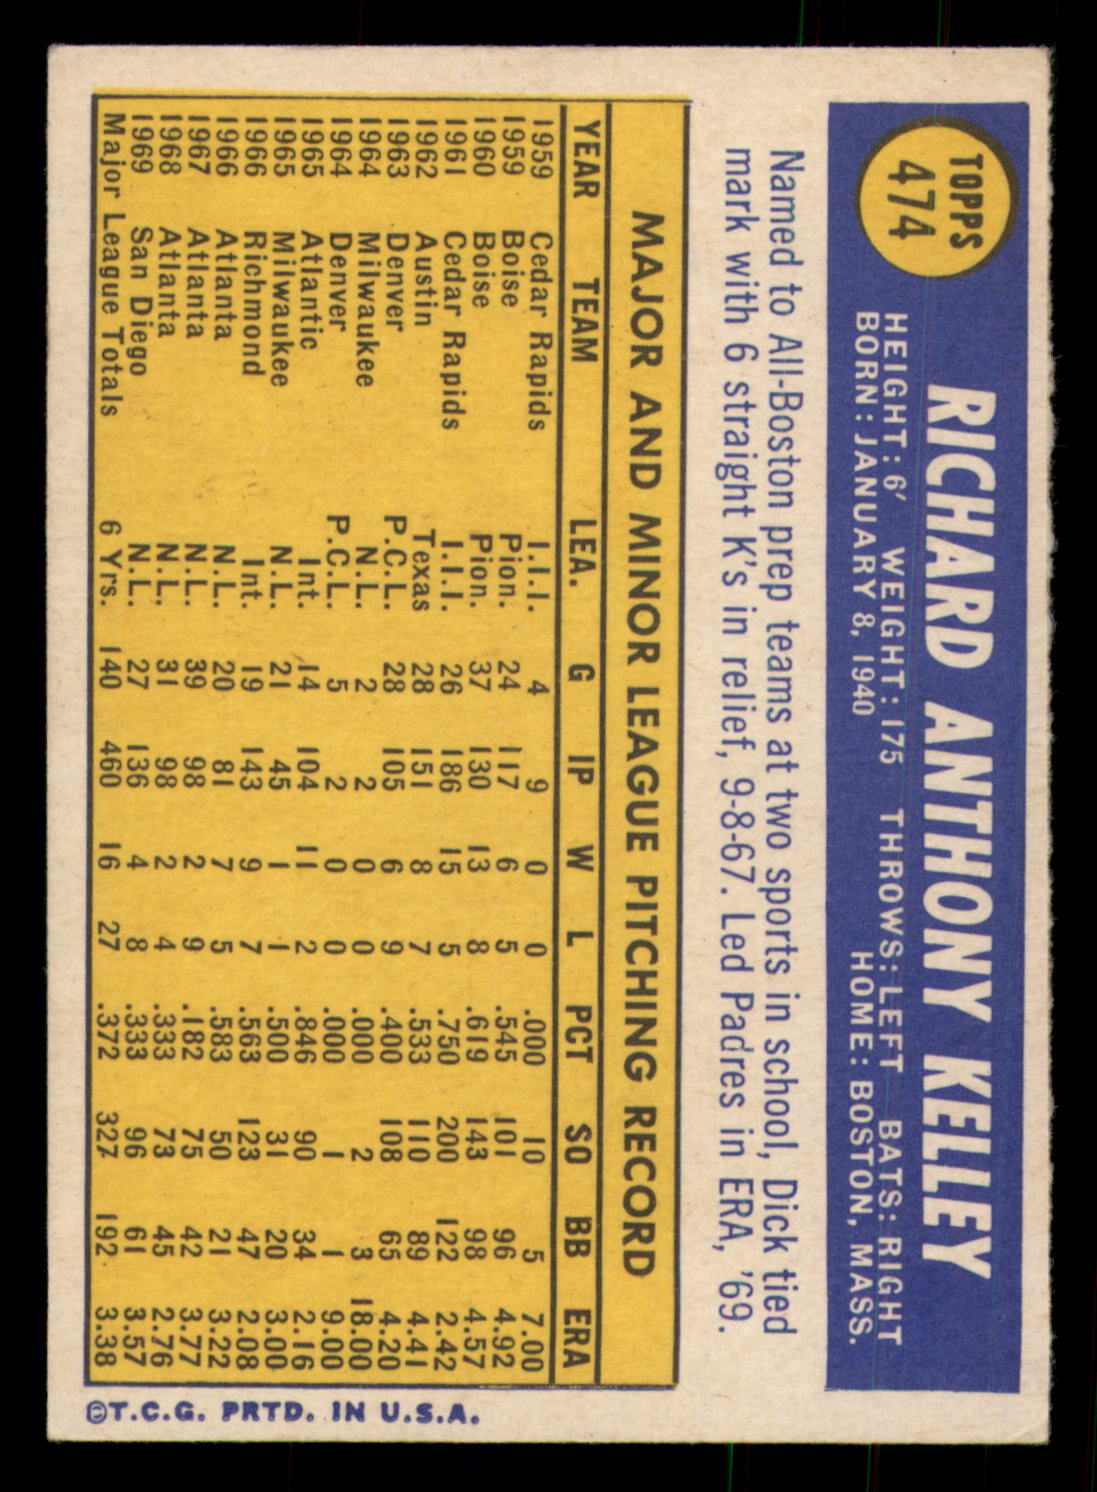 TOPPS
474
RICHARD ANTHONY KELLEY
HEIGHT: 6' WEIGHT: 175 THROWS: LEFT BATS: RIGHT
BORN: JANUARY 8, 1940 HOME: BOSTON, MASS.
Named to All-Boston prep teams at two sports in school, Dick tied
mark with 6 straight K's in relief, 9-8-67. Led Padres in ERA, '69.
MAJOR AND MINOR LEAGUE PITCHING RECORD
YEAR TEAM LEA. G IP W L PCT SO BB ERA
1959 Cedar Rapids I.I.I. 4 9 0 0 .000 10 5 7.00
1959 Boise Pion. 24 117 6 5 .545 101 96 4.92
1960 Boise Pion. 37 130 13 8 .619 143 98 4.57
1961 Cedar Rapids I.I.I. 26 186 15 5 .750 200 122 2.42
1962 Austin Texas 28 151 8 7 .533 110 89 4.41
1963 Denver P.C.L. 28 105 6 9 .400 108 65 4.20
1964 Milwaukee N.L. 2 2 0 0 .000 2 3 18.00
1964 Denver P.C.L. 5 2 0 0 .000 1 1 9.00
1965 Atlantic Int. 14 104 11 2 .846 90 34 2.16
1965 Milwaukee N.L. 21 45 1 1 .500 31 20 3.00
1966 Richmond Int. 19 143 9 7 .563 123 47 2.08
1966 Atlanta N.L. 20 81 7 5 .583 50 21 3.22
1967 Atlanta N.L. 39 98 2 9 .182 75 42 3.77
1968 Atlanta N.L. 31 98 2 4 .333 73 45 2.76
1969 San Diego N.L. 27 136 4 8 .333 96 61 3.57
Major League Totals 6 Yrs. 140 460 16 27 .372 327 192 3.38
©T.C.G. PRTD. IN U.S.A.